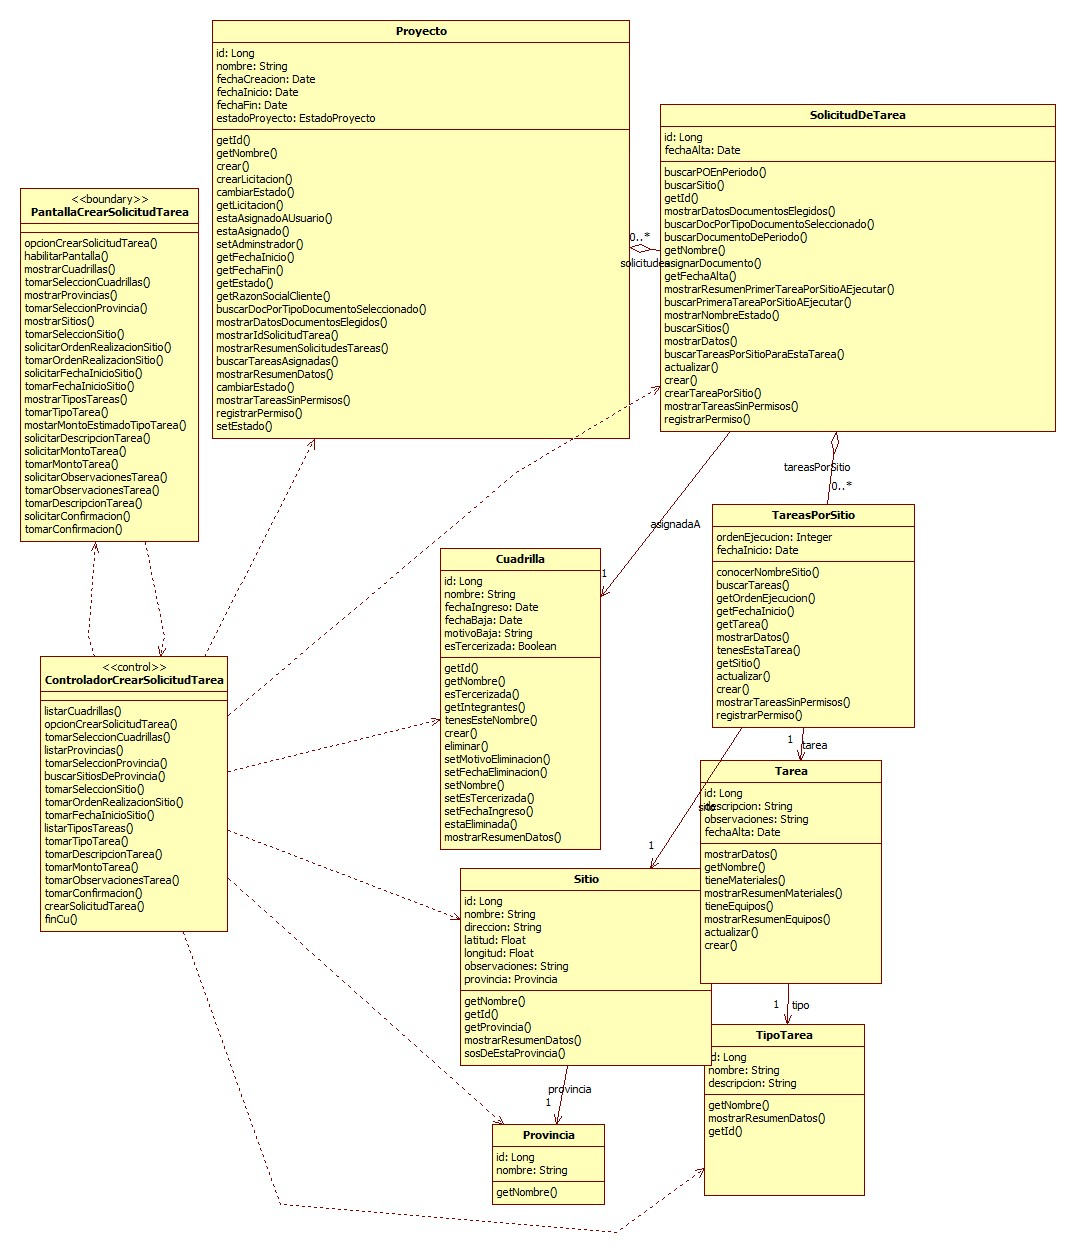 Proyecto
id: Long
nombre: String
fechaCreacion: Date
fechaInicio: Date
fechaFin: Date
estadoProyecto: EstadoProyecto
getId()
getNombre()
crear()
crearLicitacion()
cambiarEstado()
getLicitacion()
estaAsignadoAUsuario()
estaAsignado()
setAdminstrador()
getFechaInicio()
getFechaFin()
getEstado()
getRazonSocialCliente()
buscarDocPorTipoDocumentoSeleccionado()
mostrarDatosDocumentosElegidos()
mostrarIdSolicitudTarea()
mostrarResumenSolicitudesTareas()
buscarTareasAsignadas()
mostrarResumenDatos()
cambiarEstado()
mostrarTareasSinPermisos()
registrarPermiso()
setEstado()
SolicitudDeTarea
id: Long
fechaAlta: Date
buscarPOEnPeriodo()
buscarSitio()
getId()
mostrarDatosDocumentosElegidos()
buscarDocPorTipoDocumentoSeleccionado()
buscarDocumentoDePeriodo()
getNombre()
asignarDocumento()
getFechaAlta()
mostrarResumenPrimerTareaPorSitioAEjecutar()
buscarPrimeraTareaPorSitioAEjecutar()
mostrarNombreEstado()
buscarSitios()
mostrarDatos()
buscarTareasPorSitioParaEstaTarea()
actualizar()
crear()
crearTareaPorSitio()
mostrarTareasSinPermisos()
registrarPermiso()
0..*
solicitudes
<<boundary>>
PantallaCrearSolicitudTarea
opcionCrearSolicitudTarea()
habilitarPantalla()
mostrarCuadrillas()
tomarSeleccionCuadrillas()
mostrarProvincias()
tomarSeleccionProvincia()
mostrarSitios()
tomarSeleccionSitio()
solicitarOrdenRealizacionSitio()
tomarOrdenRealizacionSitio()
solicitarFechaInicioSitio()
tomarFechaInicioSitio()
mostrarTiposTareas()
tomarTipoTarea()
mostarMontoEstimadoTipoTarea()
solicitarDescripcionTarea()
solicitarMontoTarea()
tomarMontoTarea()
solicitarObservacionesTarea()
tomarObservacionesTarea()
tomarDescripcionTarea()
solicitarConfirmacion()
tomarConfirmacion()
tareasPorSitio
0..*
asignadaA
1
TareasPorSitio
ordenEjecucion: Integer
fechaInicio: Date
conocerNombreSitio()
buscarTareas()
getOrdenEjecucion()
getFechaInicio()
getTarea()
mostrarDatos()
tenesEstaTarea()
getSitio()
actualizar()
crear()
mostrarTareasSinPermisos()
registrarPermiso()
Cuadrilla
id: Long
nombre: String
fechaIngreso: Date
fechaBaja: Date
motivoBaja: String
esTercerizada: Boolean
getId()
getNombre()
esTercerizada()
getIntegrantes()
tenesEsteNombre()
crear()
eliminar()
setMotivoEliminacion()
setFechaEliminacion()
setNombre()
setEsTercerizada()
setFechaIngreso()
estaEliminada()
mostrarResumenDatos()
<<control>>
ControladorCrearSolicitudTarea
listarCuadrillas()
opcionCrearSolicitudTarea()
tomarSeleccionCuadrillas()
listarProvincias()
tomarSeleccionProvincia()
buscarSitiosDeProvincia()
tomarSeleccionSitio()
tomarOrdenRealizacionSitio()
tomarFechaInicioSitio()
listarTiposTareas()
tomarTipoTarea()
tomarDescripcionTarea()
tomarMontoTarea()
tomarObservacionesTarea()
tomarConfirmacion()
crearSolicitudTarea()
finCu()
1
tarea
Tarea
id: Long
descripcion: String
observaciones: String
fechaAlta: Date
mostrarDatos()
getNombre()
tieneMateriales()
mostrarResumenMateriales()
tieneEquipos()
mostrarResumenEquipos()
actualizar()
crear()
sitio
1
Sitio
id: Long
nombre: String
direccion: String
latitud: Float
longitud: Float
observaciones: String
provincia: Provincia
getNombre()
getId()
getProvincia()
mostrarResumenDatos()
sosDeEstaProvincia()
1
tipo
TipoTarea
id: Long
nombre: String
descripcion: String
getNombre()
mostrarResumenDatos()
getId()
provincia
1
Provincia
id: Long
nombre: String
getNombre()